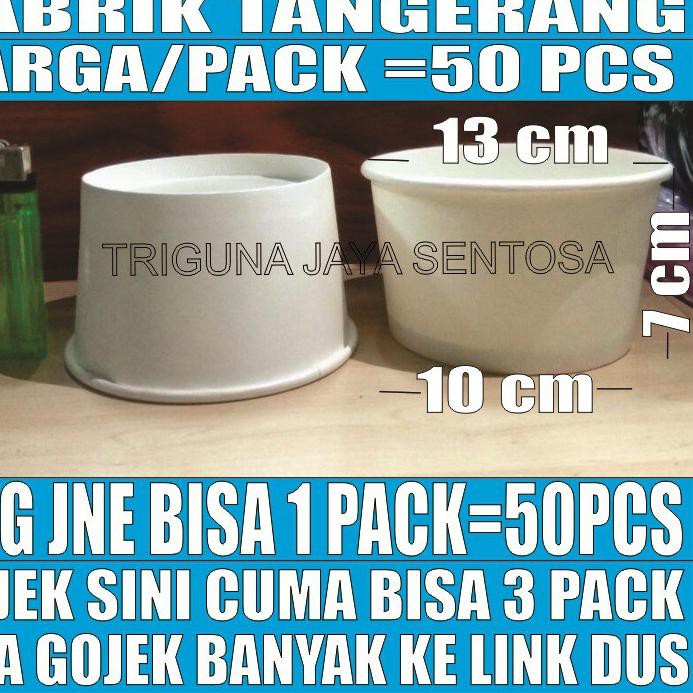 ABRIK TANGERANG
ARGA/PACK =50 PCS
13 cm
TRIGUNA JAYA SENTOSA
7 cm
10 cm
G JNE BISA 1 PACK=50PCS
JEK SINI CUMA BISA 3 PACK
A GOJEK BANYAK KE LINK DUS